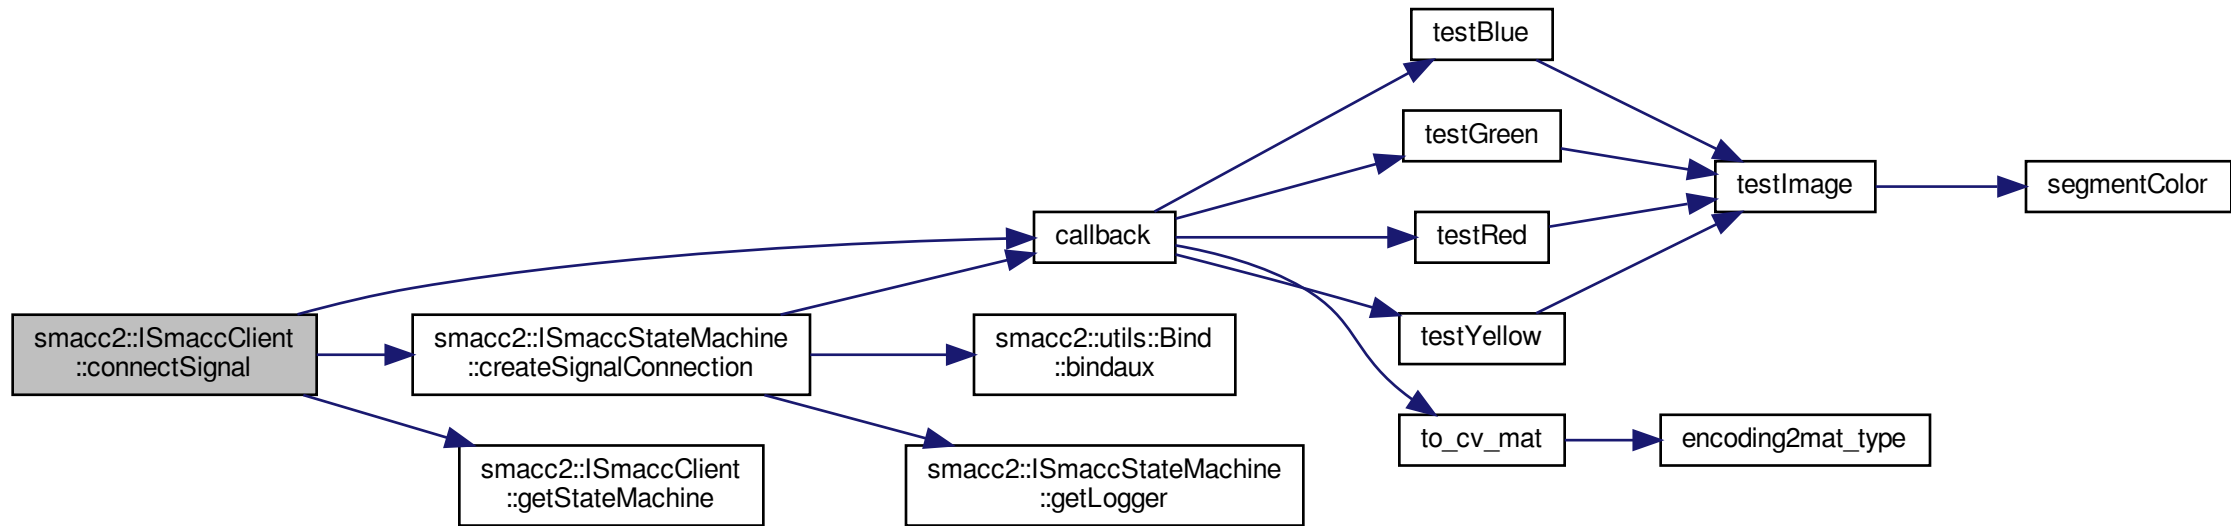 smacc2::ISmaccClient
::connectSignal
smacc2::ISmaccStateMachine
::createSignalConnection
smacc2::ISmaccClient
::getStateMachine
callback
smacc2::utils::Bind
::bindaux
smacc2::ISmaccStateMachine
::getLogger
testBlue
testGreen
testRed
testYellow
to_cv_mat
testImage
encoding2mat_type
segmentColor